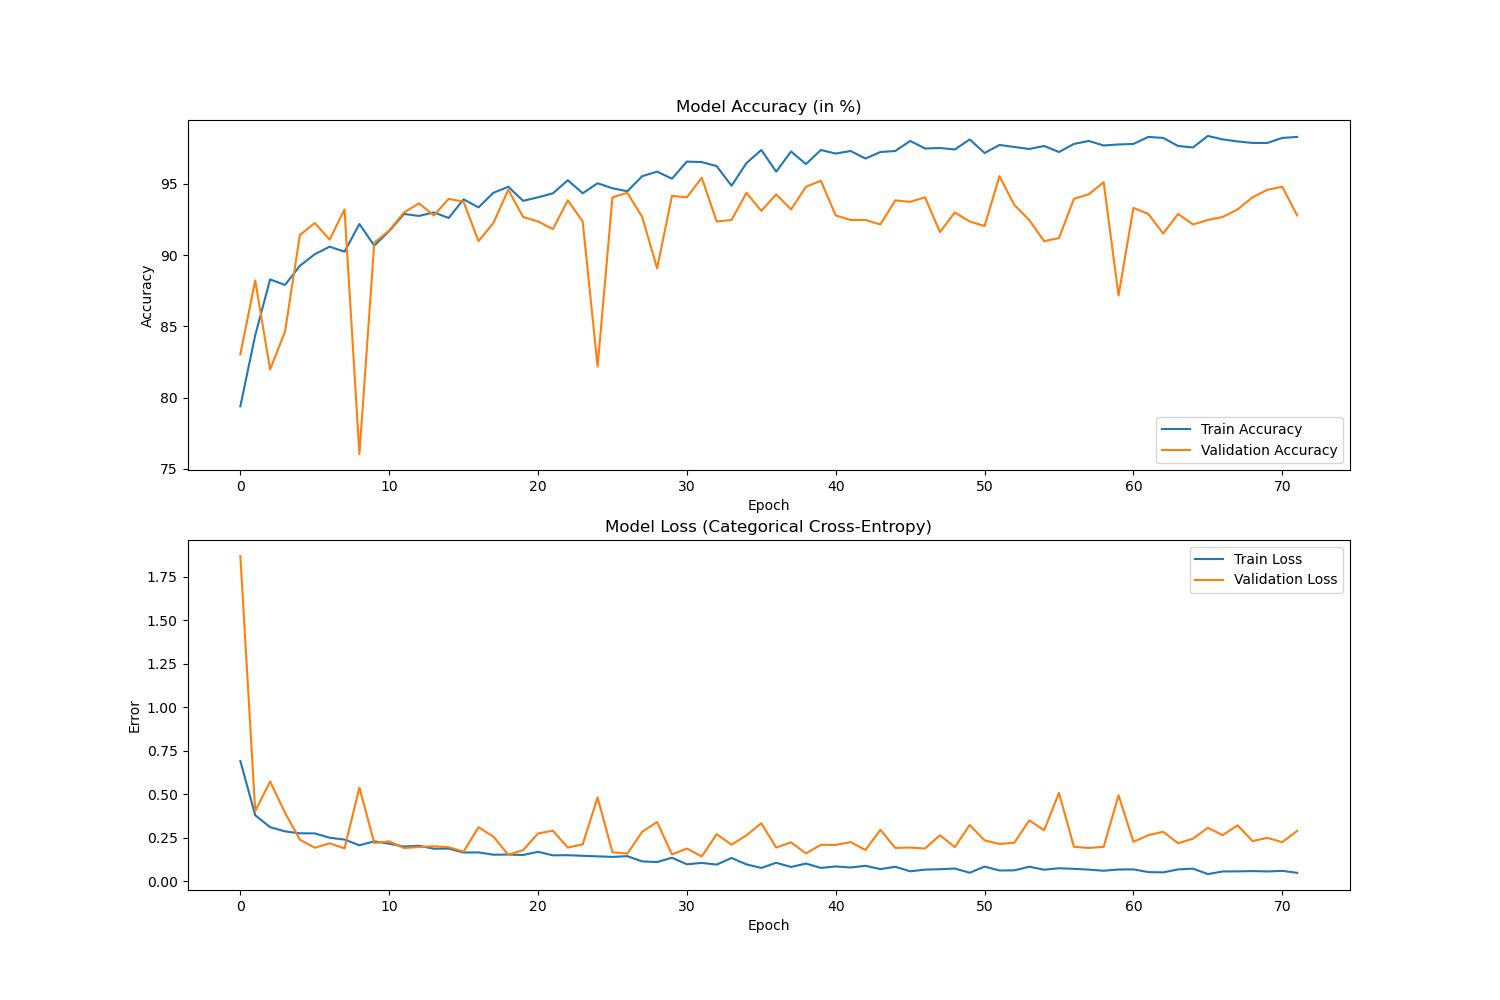 Model Accuracy (in %)
Accuracy
95
90
85
80
75
Train Accuracy
Validation Accuracy
0 10 20 30 40 50 60 70
Epoch
Model Loss (Categorical Cross-Entropy)
Error
1.75
1.50
1.25
1.00
0.75
0.50
0.25
0.00
Train Loss
Validation Loss
0 10 20 30 40 50 60 70
Epoch